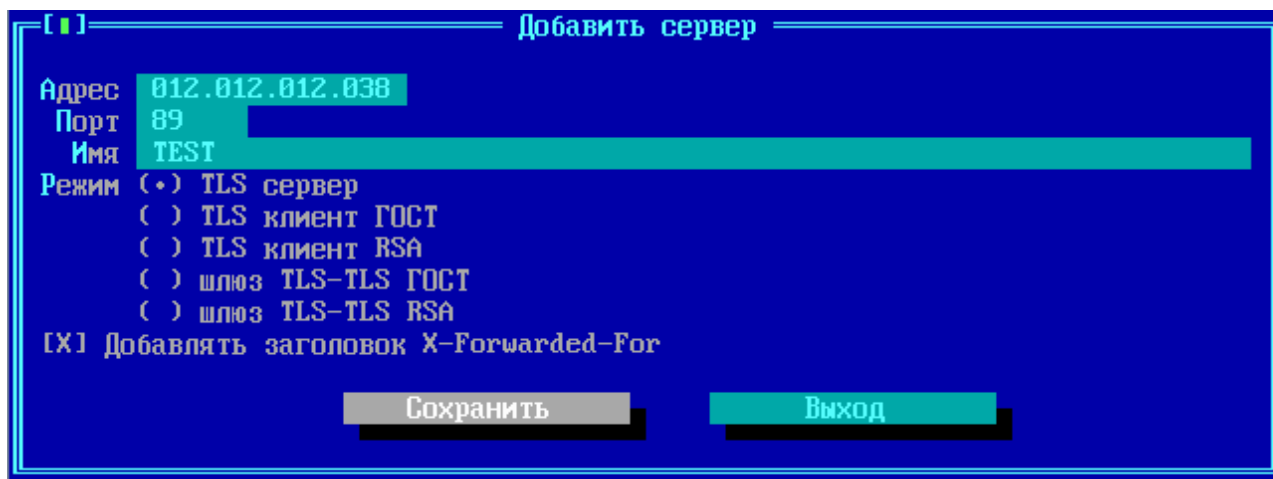 [▮] Добавить сервер
Адрес 012.012.012.038
Порт 89
Имя TEST
Режим (•) TLS сервер
( ) TLS клиент ГОСТ
( ) TLS клиент RSA
( ) шлюз TLS-TLS ГОСТ
( ) шлюз TLS-TLS RSA
[X] Добавлять заголовок X-Forwarded-For
Сохранить Выход